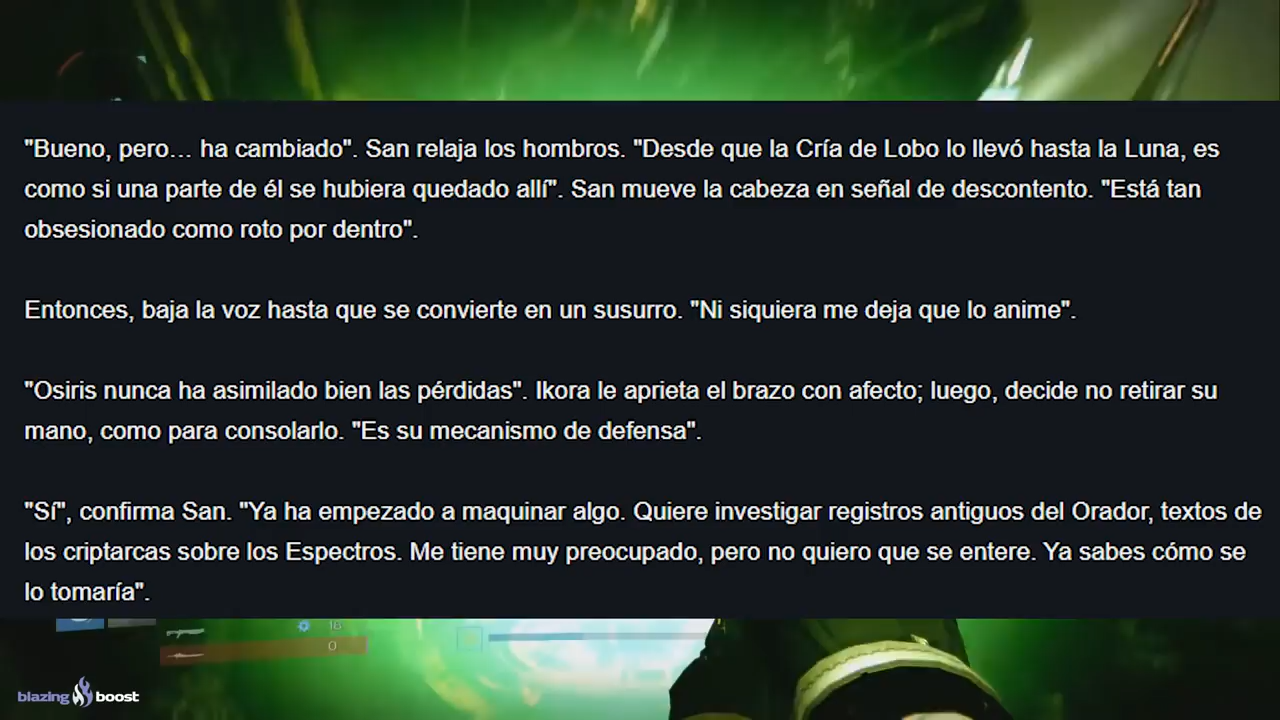 "Bueno, pero… ha cambiado". San relaja los hombros. "Desde que la Cría de Lobo lo llevó hasta la Luna, es
como si una parte de él se hubiera quedado allí". San mueve la cabeza en señal de descontento. "Está tan
obsesionado como roto por dentro".
Entonces, baja la voz hasta que se convierte en un susurro. "Ni siquiera me deja que lo anime".
"Osiris nunca ha asimilado bien las pérdidas". Ikora le aprieta el brazo con afecto; luego, decide no retirar su
mano, como para consolarlo. "Es su mecanismo de defensa".
"Sí", confirma San. "Ya ha empezado a maquinar algo. Quiere investigar registros antiguos del Orador, textos de
los criptarcas sobre los Espectros. Me tiene muy preocupado, pero no quiero que se entere. Ya sabes cómo se
lo tomaría".
0
blazing boost